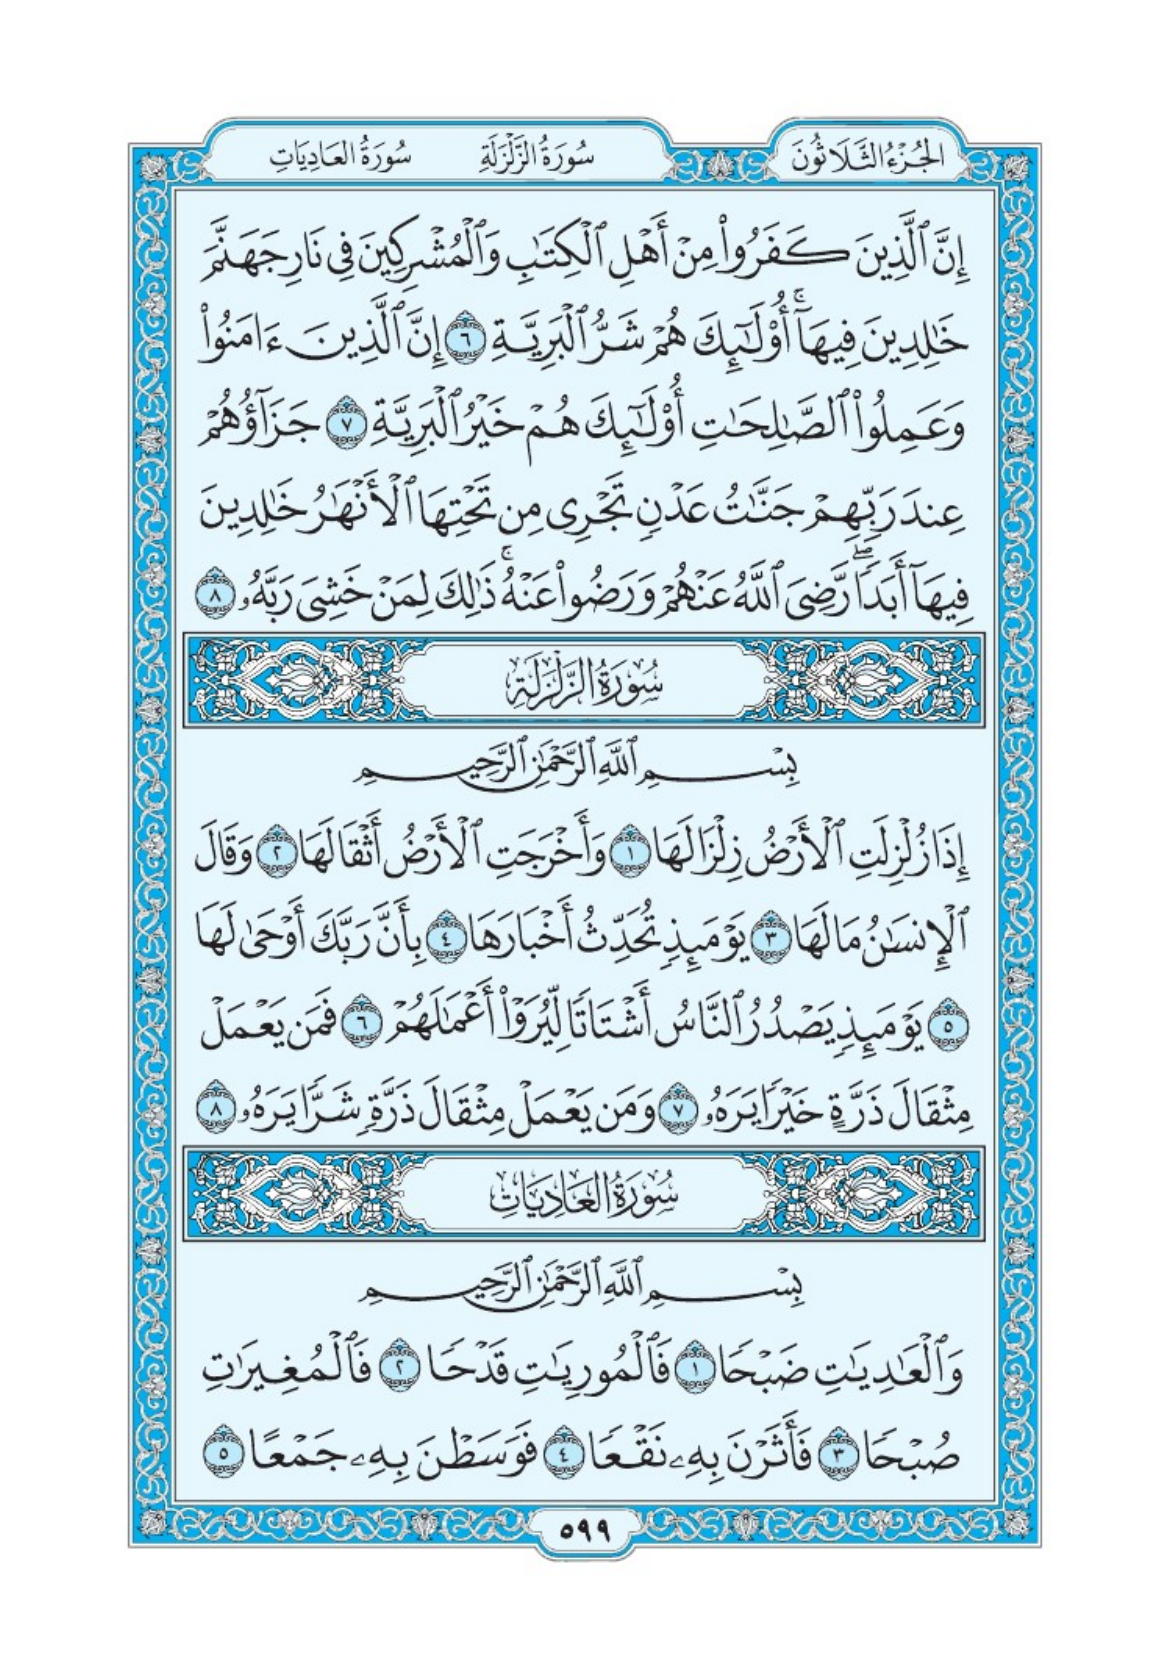 الجُزْءُ الثَّلَاثُونَ سُورَةُ الزَّلْزَلَةِ سُورَةُ العَادِيَاتِ
إِنَّ ٱلَّذِينَ كَفَرُواْ مِنْ أَهْلِ ٱلْكِتَٰبِ وَٱلْمُشْرِكِينَ فِى نَارِ جَهَنَّمَ
خَٰلِدِينَ فِيهَآۚ أُوْلَٰٓئِكَ هُمْ شَرُّ ٱلْبَرِيَّةِ ٦ إِنَّ ٱلَّذِينَ ءَامَنُواْ
وَعَمِلُواْ ٱلصَّٰلِحَٰتِ أُوْلَٰٓئِكَ هُمْ خَيْرُ ٱلْبَرِيَّةِ ٧ جَزَآؤُهُمْ
عِندَ رَبِّهِمْ جَنَّٰتُ عَدْنٍ تَجْرِى مِن تَحْتِهَا ٱلْأَنْهَٰرُ خَٰلِدِينَ
فِيهَآ أَبَدًاۖ رَّضِىَ ٱللَّهُ عَنْهُمْ وَرَضُواْ عَنْهُۚ ذَٰلِكَ لِمَنْ خَشِىَ رَبَّهُۥ ٨
سُورَةُ الزَّلْزَلَةِ
بِسْمِ ٱللَّهِ ٱلرَّحْمَٰنِ ٱلرَّحِيمِ
إِذَا زُلْزِلَتِ ٱلْأَرْضُ زِلْزَالَهَا ١ وَأَخْرَجَتِ ٱلْأَرْضُ أَثْقَالَهَا ٢ وَقَالَ
ٱلْإِنسَٰنُ مَا لَهَا ٣ يَوْمَئِذٍ تُحَدِّثُ أَخْبَارَهَا ٤ بِأَنَّ رَبَّكَ أَوْحَىٰ لَهَا
٥ يَوْمَئِذٍ يَصْدُرُ ٱلنَّاسُ أَشْتَاتًا لِّيُرَوْاْ أَعْمَٰلَهُمْ ٦ فَمَن يَعْمَلْ
مِثْقَالَ ذَرَّةٍ خَيْرًا يَرَهُۥ ٧ وَمَن يَعْمَلْ مِثْقَالَ ذَرَّةٍ شَرًّا يَرَهُۥ ٨
سُورَةُ العَادِيَاتِ
بِسْمِ ٱللَّهِ ٱلرَّحْمَٰنِ ٱلرَّحِيمِ
وَٱلْعَٰدِيَٰتِ ضَبْحًا ١ فَٱلْمُورِيَٰتِ قَدْحًا ٢ فَٱلْمُغِيرَٰتِ
صُبْحًا ٣ فَأَثَرْنَ بِهِۦ نَقْعًا ٤ فَوَسَطْنَ بِهِۦ جَمْعًا ٥
٥٩٩